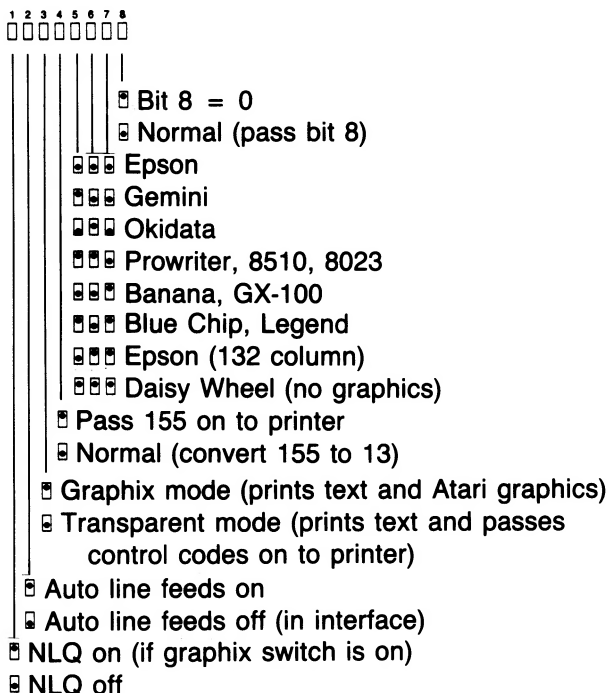 1 2 3 4 5 6 7 8
Bit 8 = 0
Normal (pass bit 8)
Epson
Gemini
Okidata
Prowriter, 8510, 8023
Banana, GX-100
Blue Chip, Legend
Epson (132 column)
Daisy Wheel (no graphics)
Pass 155 on to printer
Normal (convert 155 to 13)
Graphix mode (prints text and Atari graphics)
Transparent mode (prints text and passes
control codes on to printer)
Auto line feeds on
Auto line feeds off (in interface)
NLQ on (if graphix switch is on)
NLQ off